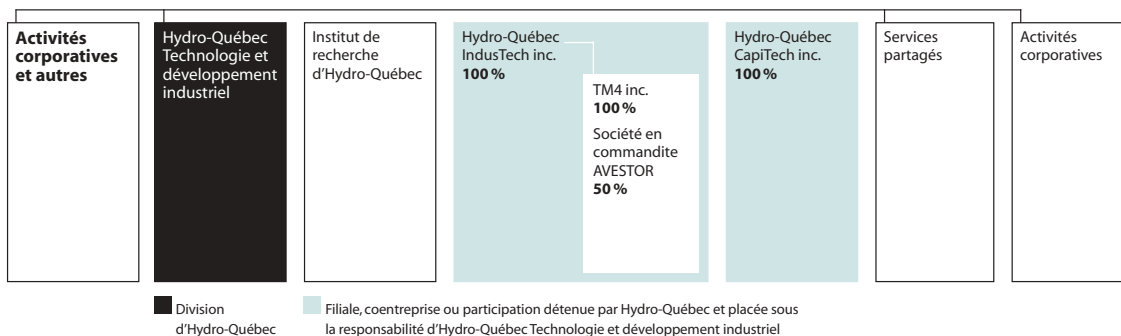 Activités
corporatives
et autres
Hydro-Québec
Technologie et
développement
industriel
Institut de
recherche
d'Hydro-Québec
Hydro-Québec
IndusTech inc.
100 %
TM4 inc.
100 %
Société en
commandite
AVESTOR
50 %
Hydro-Québec
CapiTech inc.
100 %
Services
partagés
Activités
corporatives
Division
d'Hydro-Québec
Filiale, coentreprise ou participation détenue par Hydro-Québec et placée sous
la responsabilité d'Hydro-Québec Technologie et développement industriel